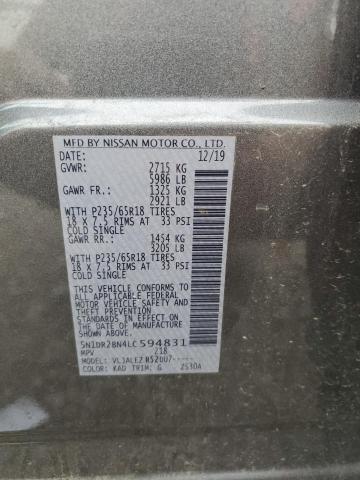 MFD BY NISSAN MOTOR CO., LTD.
DATE: 12/19
GVWR: 2715 KG
5986 LB
GAWR FR: 1325 KG
2921 LB
WITH P235/65R18 TIRES
18 X 7.5 RIMS AT 33 PSI
COLD SINGLE
GAWR RR: 1454 KG
3205 LB
WITH P235/65R18 TIRES
18 X 7.5 RIMS AT 33 PSI
COLD SINGLE
THIS VEHICLE CONFORMS TO
ALL APPLICABLE FEDERAL
MOTOR VEHICLE SAFETY
AND THEFT PREVENTION
STANDARDS IN EFFECT ON THE
DATE OF MANUFACTURE
SHOWN ABOVE.
5N1DR2BN4LC594831
MPV Z18
MODEL: R52UU7-----
COLOR: KAD TRIM: G 2530A